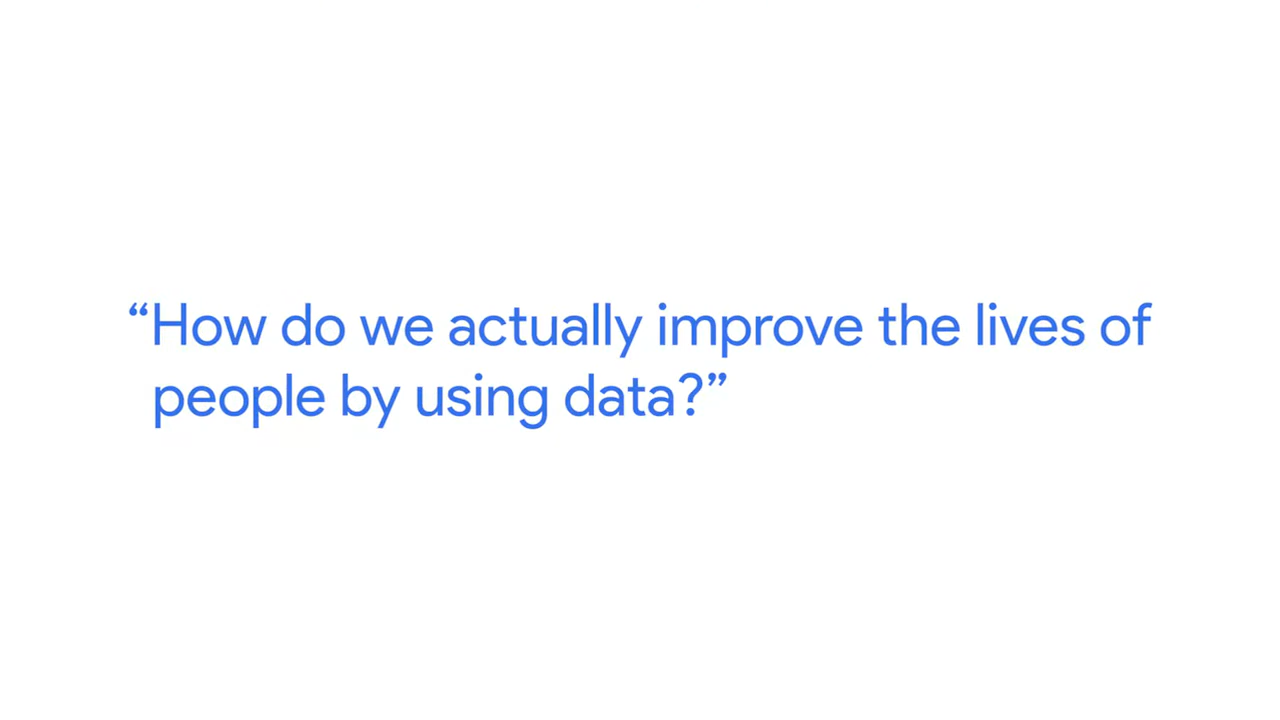 “How do we actually improve the lives of
people by using data?”